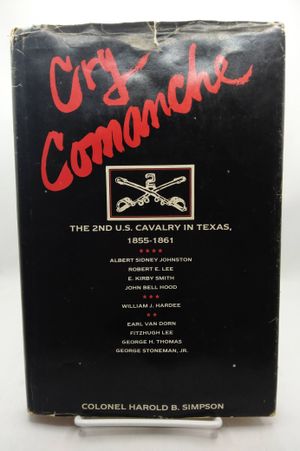 Cry
Comanche
2
THE 2ND U.S. CAVALRY IN TEXAS,
1855-1861
★★★★
ALBERT SIDNEY JOHNSTON
ROBERT E. LEE
E. KIRBY SMITH
JOHN BELL HOOD
★★★
WILLIAM J. HARDEE
★★
EARL VAN DORN
FITZHUGH LEE
GEORGE H. THOMAS
GEORGE STONEMAN, JR.
COLONEL HAROLD B. SIMPSON